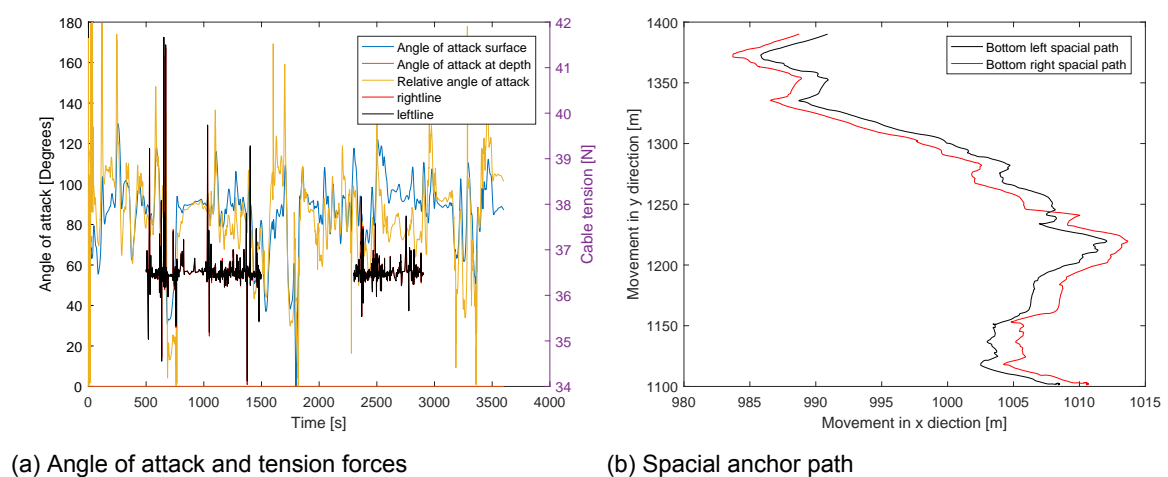 180
160
140
120
100
80
60
40
20
0
Angle of attack [Degrees]
0 500 1000 1500 2000 2500 3000 3500 4000
Time [s]
42
41
40
39
38
37
36
35
34
Cable tension [N]
Angle of attack surface
Angle of attack at depth
Relative angle of attack
rightline
leftline
(a) Angle of attack and tension forces
1400
1350
1300
1250
1200
1150
1100
Movement in y direction [m]
980 985 990 995 1000 1005 1010 1015
Movement in x diection [m]
Bottom left spacial path
Bottom right spacial path
(b) Spacial anchor path